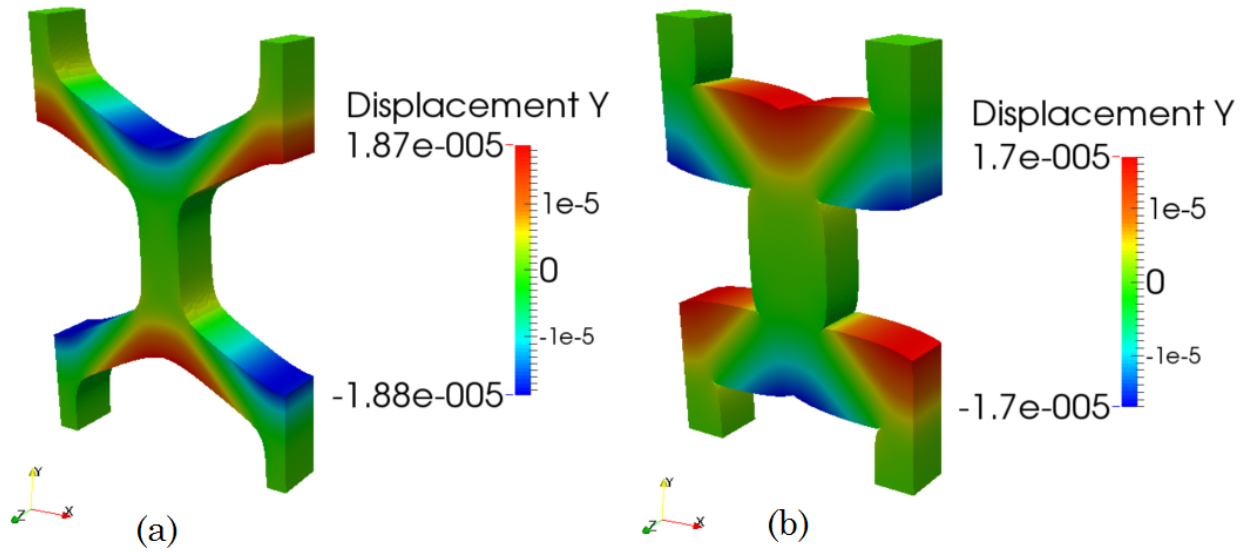 Displacement Y
1.87e-005
1e-5
0
-1e-5
-1.88e-005
Y
Z
X
(a)
Displacement Y
1.7e-005
1e-5
0
-1e-5
-1.7e-005
Y
Z
X
(b)